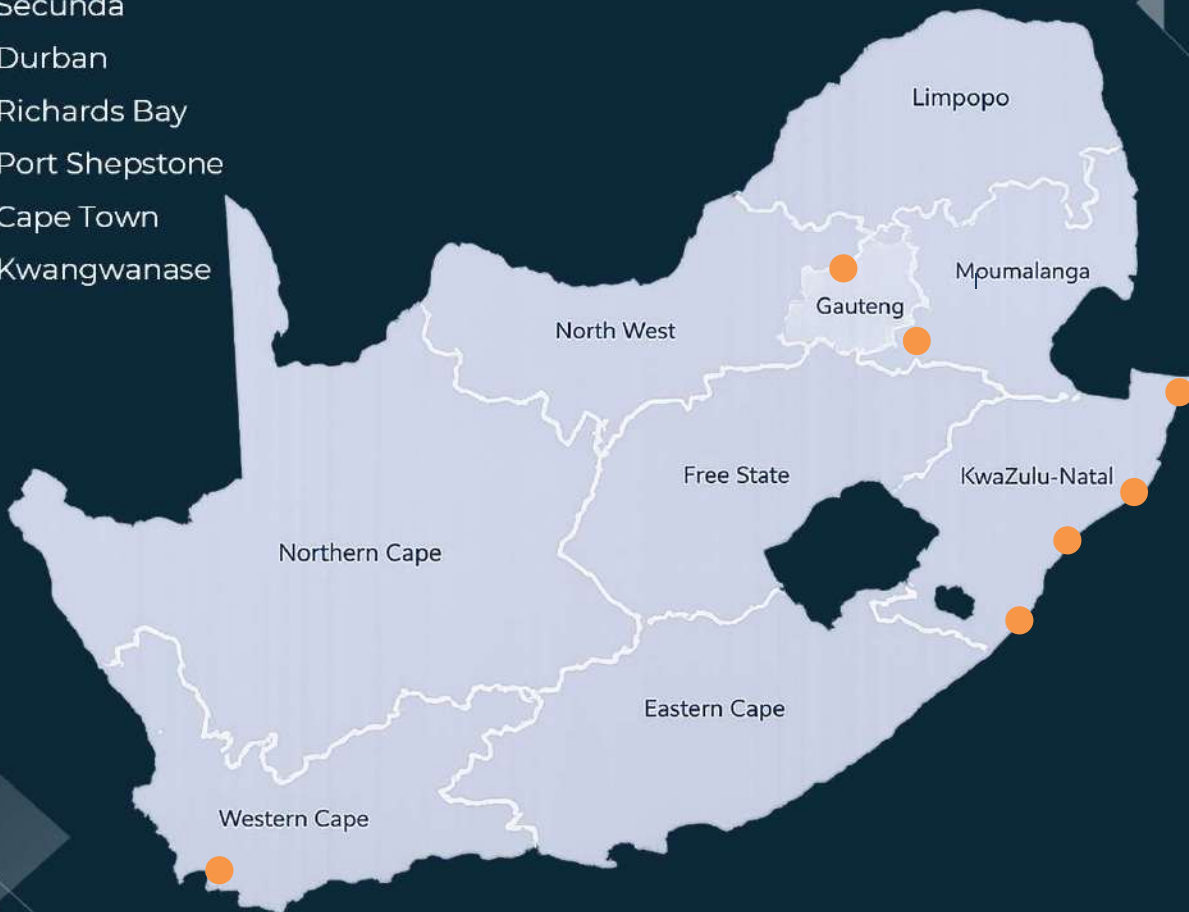 Secunda
Durban
Richards Bay
Port Shepstone
Cape Town
Kwangwanase
Limpopo
Mpumalanga
Gauteng
North West
Free State
KwaZulu-Natal
Northern Cape
Eastern Cape
Western Cape